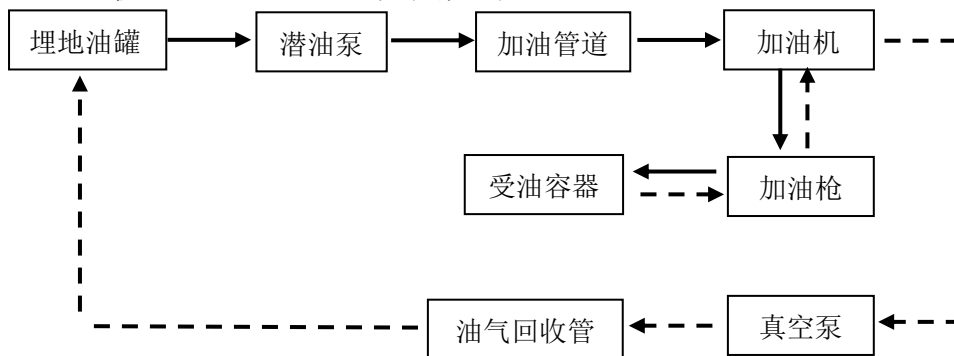 埋地油罐
潜油泵
加油管道
加油机
受油容器
加油枪
油气回收管
真空泵